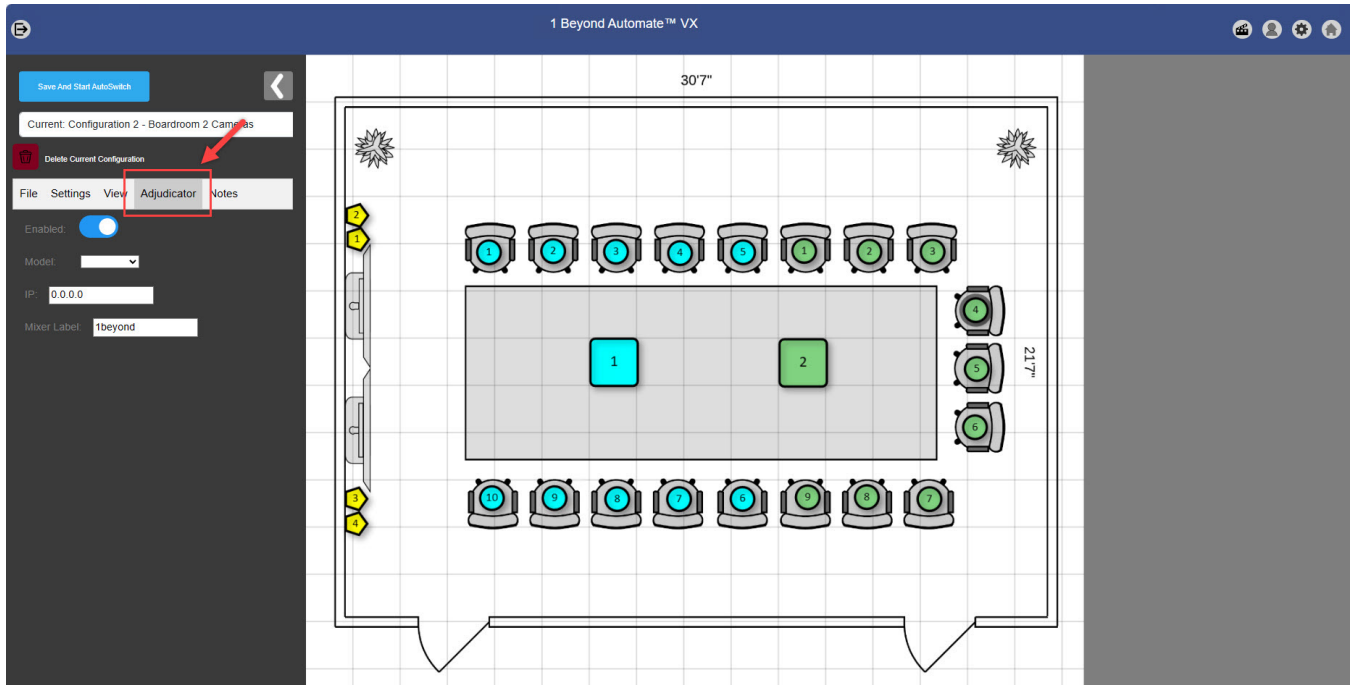 1 Beyond Automate™ VX
Save And Start AutoSwitch
Current: Configuration 2 - Boardroom 2 Cameras
Delete Current Configuration
File Settings View Adjudicator Notes
Enabled:
Model:
IP: 0.0.0.0
Mixer Label: 1beyond
30'7"
2
1
1 2 3 4 5 1 2 3
4
1 2
5
21'7"
6
3
4
10 9 8 7 6 9 8 7